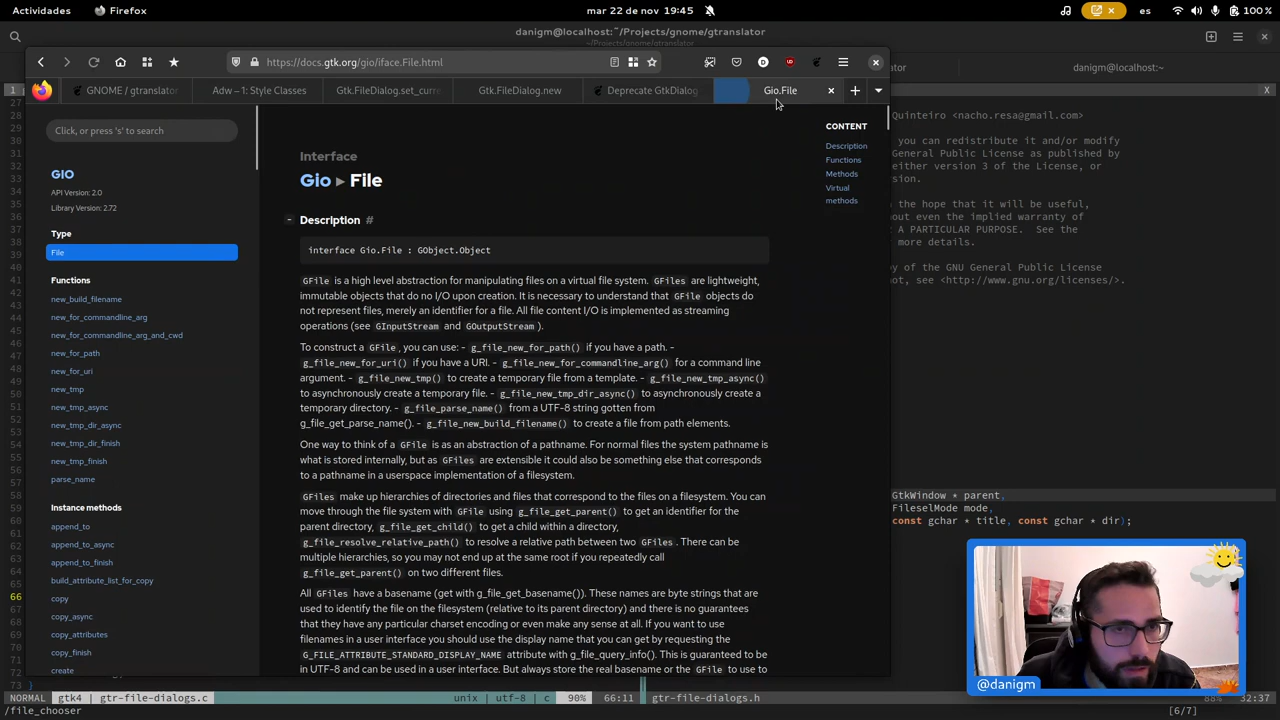 Actividades
Firefox
mar 22 de nov 19:45
es
100 %
danigm@localhost:~/Projects/gnome/gtranslator
~/Projects/gnome/gtranslator
https://docs.gtk.org/gio/iface.File.html
GNOME / gtranslator
Adw – 1: Style Classes
Gtk.FileDialog.set_curre
Gtk.FileDialog.new
Deprecate GtkDialog
Gio.File
danigm@localhost:~
Click, or press 's' to search
GIO
API Version: 2.0
Library Version: 2.72
Type
File
Functions
new_build_filename
new_for_commandline_arg
new_for_commandline_arg_and_cwd
new_for_path
new_for_uri
new_tmp
new_tmp_async
new_tmp_dir_async
new_tmp_dir_finish
new_tmp_finish
parse_name
Instance methods
append_to
append_to_async
append_to_finish
build_attribute_list_for_copy
copy
copy_async
copy_attributes
copy_finish
create
Interface
Gio ▸ File
Description #
interface Gio.File : GObject.Object
GFile is a high level abstraction for manipulating files on a virtual file system. GFiles are lightweight,
immutable objects that do no I/O upon creation. It is necessary to understand that GFile objects do
not represent files, merely an identifier for a file. All file content I/O is implemented as streaming
operations (see GInputStream and GOutputStream ).
To construct a GFile, you can use: - g_file_new_for_path() if you have a path. -
g_file_new_for_uri() if you have a URI. - g_file_new_for_commandline_arg() for a command line
argument. - g_file_new_tmp() to create a temporary file from a template. - g_file_new_tmp_async()
to asynchronously create a temporary file. - g_file_new_tmp_dir_async() to asynchronously create a
temporary directory. - g_file_parse_name() from a UTF-8 string gotten from
g_file_get_parse_name(). - g_file_new_build_filename() to create a file from path elements.
One way to think of a GFile is as an abstraction of a pathname. For normal files the system pathname is
what is stored internally, but as GFiles are extensible it could also be something else that corresponds
to a pathname in a userspace implementation of a filesystem.
GFiles make up hierarchies of directories and files that correspond to the files on a filesystem. You can
move through the file system with GFile using g_file_get_parent() to get an identifier for the
parent directory, g_file_get_child() to get a child within a directory,
g_file_resolve_relative_path() to resolve a relative path between two GFiles. There can be
multiple hierarchies, so you may not end up at the same root if you repeatedly call
g_file_get_parent() on two different files.
All GFiles have a basename (get with g_file_get_basename()). These names are byte strings that are
used to identify the file on the filesystem (relative to its parent directory) and there is no guarantees
that they have any particular charset encoding or even make any sense at all. If you want to use
filenames in a user interface you should use the display name that you can get by requesting the
G_FILE_ATTRIBUTE_STANDARD_DISPLAY_NAME attribute with g_file_query_info(). This is guaranteed to be
in UTF-8 and can be used in a user interface. But always store the real basename or the GFile to use to
CONTENT
Description
Functions
Methods
Virtual
methods
Quinteiro <nacho.resa@gmail.com>
you can redistribute it and/or modify
General Public License as published by
either version 3 of the License, or
sion.
the hope that it will be useful,
out even the implied warranty of
A PARTICULAR PURPOSE. See the
more details.
py of the GNU General Public License
not, see <http://www.gnu.org/licenses/>.
GtkWindow * parent,
FileselMode mode,
const gchar * title, const gchar * dir);
@danigm
73 }
NORMAL gtk4 | gtr-file-dialogs.c unix | utf-8 | c 90% 66:11 gtr-file-dialogs.h 88% 32:37
/file_chooser [6/7]